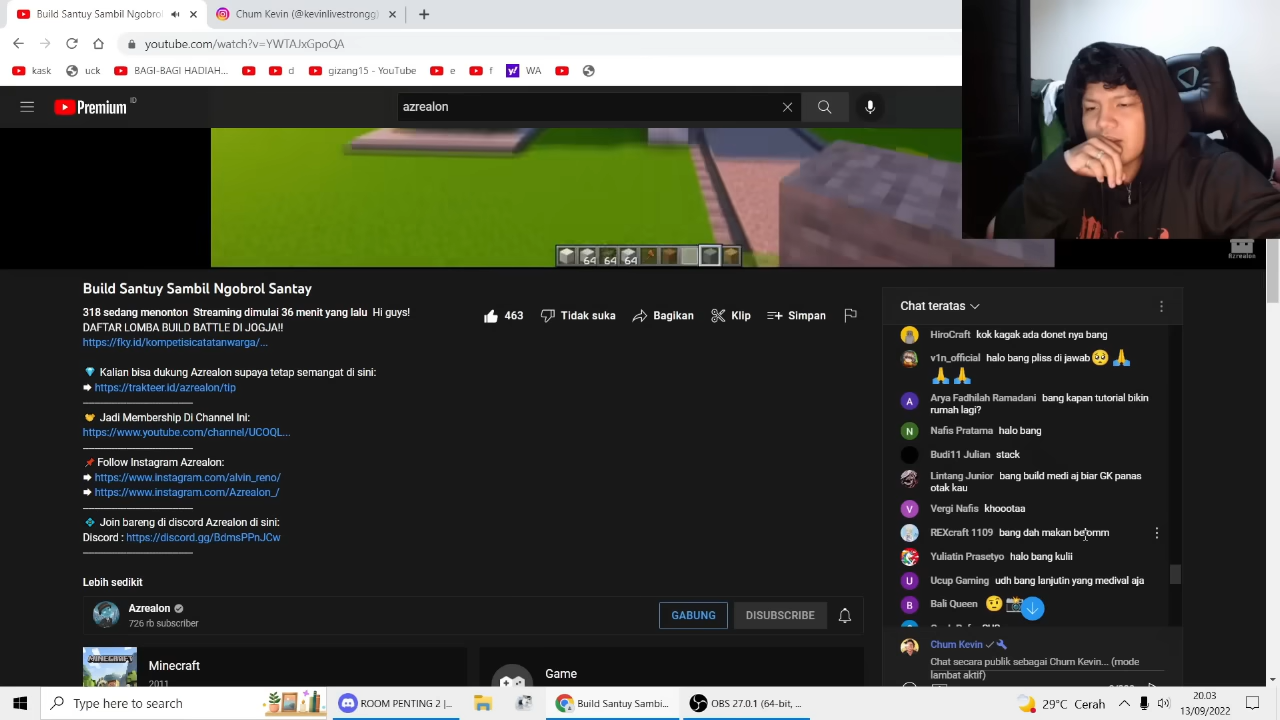 Build Santuy Sambil Ngobrol S
Chum Kevin (@kevinlivestrongg)
youtube.com/watch?v=YWTAJxGpoQA
kask
uck
BAGI-BAGI HADIAH...
d
gizang15 - YouTube
e
f
WA
Premium ID
azrealon
64 64 64
Azrealon
Build Santuy Sambil Ngobrol Santay
318 sedang menonton Streaming dimulai 36 menit yang lalu Hi guys!
DAFTAR LOMBA BUILD BATTLE DI JOGJA!!
https://fky.id/kompetisicatatanwarga/...
463
Tidak suka
Bagikan
Klip
Simpan
💎 Kalian bisa dukung Azrealon supaya tetap semangat di sini:
➡ https://trakteer.id/azrealon/tip
Jadi Membership Di Channel Ini:
https://www.youtube.com/channel/UCOQL...
📌 Follow Instagram Azrealon:
➡ https://www.instagram.com/alvin_reno/
➡ https://www.instagram.com/Azrealon_/
💠 Join bareng di discord Azrealon di sini:
Discord : https://discord.gg/BdmsPPnJCw
Lebih sedikit
Azrealon
726 rb subscriber
GABUNG
DISUBSCRIBE
MINECRAFT
Minecraft
2011
Game
Chat teratas
HiroCraft kok kagak ada donet nya bang
v1n_official halo bang pliss di jawab🥺🙏
🙏🙏
Arya Fadhilah Ramadani bang kapan tutorial bikin
rumah lagi?
N Nafis Pratama halo bang
Budi11 Julian stack
Lintang Junior bang build medi aj biar GK panas
otak kau
V Vergi Nafis khoootaa
REXcraft 1109 bang dah makan belomm
Yuliatin Prasetyo halo bang kulii
U Ucup Gaming udh bang lanjutin yang medival aja
B Bali Queen 🤨📸
Chum Kevin
Chat secara publik sebagai Chum Kevin... (mode
lambat aktif)
Type here to search
ROOM PENTING 2 |...
Build Santuy Sambi...
OBS 27.0.1 (64-bit, ...
29°C Cerah
20.03
13/09/2022